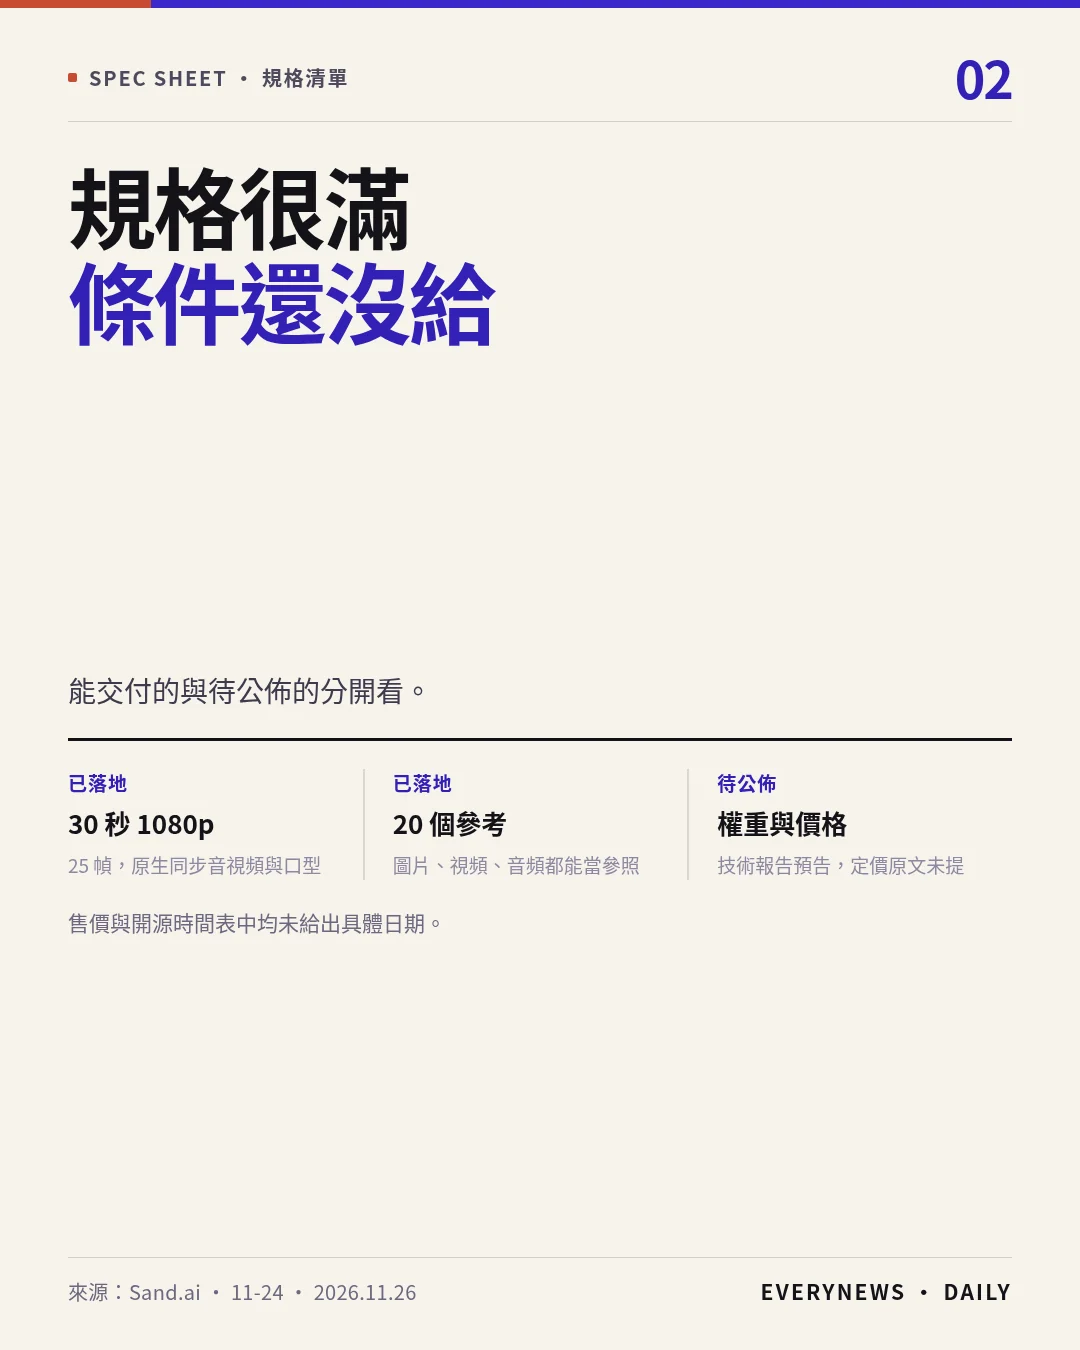 SPEC SHEET · 規格清單
02
規格很滿
條件還沒給
能交付的與待公佈的分開看。
已落地
30 秒 1080p
25 幀，原生同步音視頻與口型
已落地
20 個參考
圖片、視頻、音頻都能當參照
待公佈
權重與價格
技術報告預告，定價原文未提
售價與開源時間表中均未給出具體日期。
來源：Sand.ai · 11-24 · 2026.11.26
EVERYNEWS · DAILY